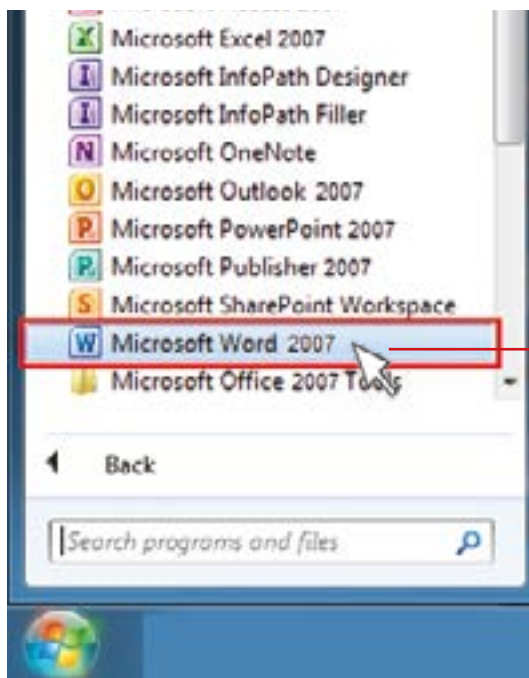 Microsoft Excel 2007
Microsoft InfoPath Designer
Microsoft InfoPath Filler
Microsoft OneNote
Microsoft Outlook 2007
Microsoft PowerPoint 2007
Microsoft Publisher 2007
Microsoft SharePoint Workspace
Microsoft Word 2007
Microsoft Office 2007 Tools
Back
Search programs and files